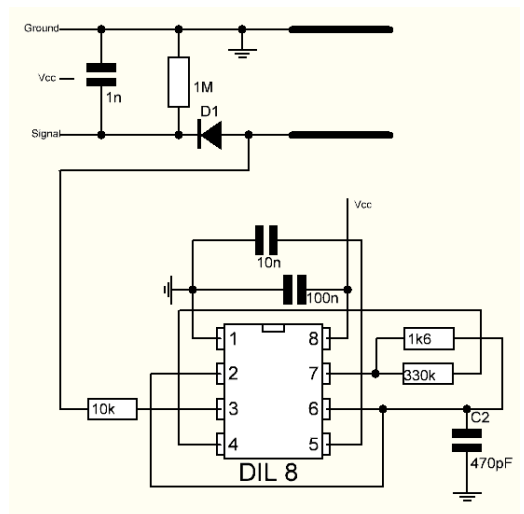 Ground
Vcc
1n
1M
D1
Signal
Vcc
10n
100n
1 8
1k6
2 7
330k
10k
3 6
C2
4 5
470pF
DIL 8